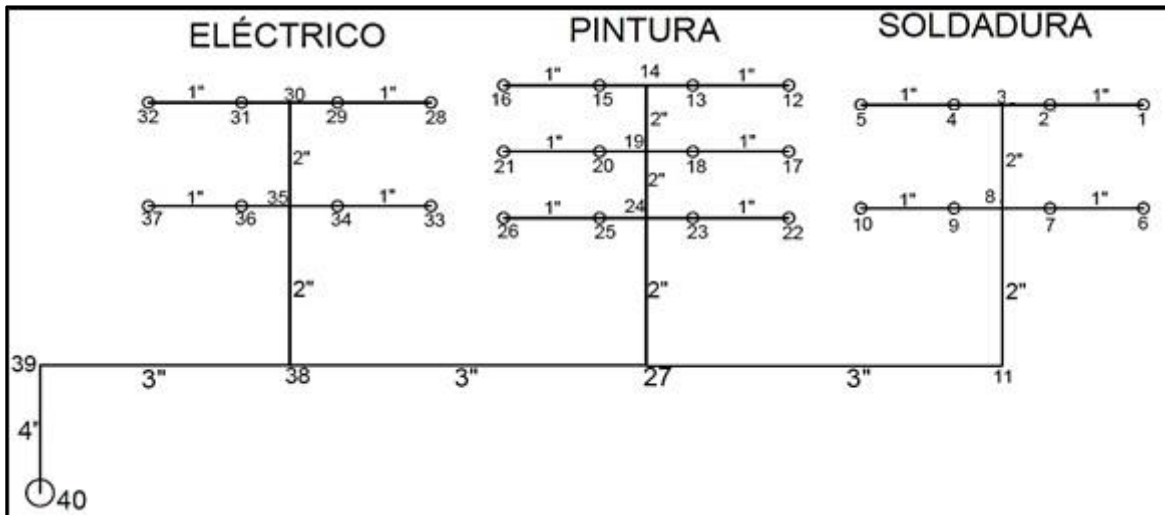 ELÉCTRICO PINTURA SOLDADURA
1" 30 1" 1" 14 1" 1" 3 1"
32 31 29 28 16 15 13 12 5 4 2 1
2" 2" 2"
1" 19 1"
21 20 18 17
1" 35 1" 2" 1" 8 1"
37 36 34 33 10 9 7 6
1" 24 1"
26 25 23 22
2" 2" 2"
39 3" 38 3" 27 3" 11
4"
40